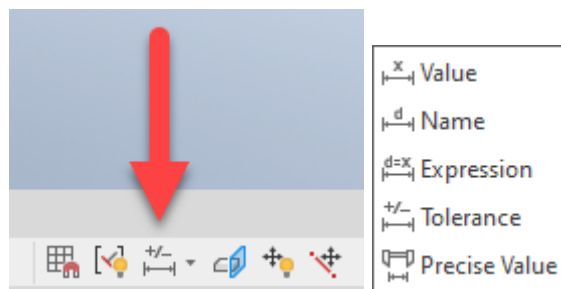 +/-
x Value
d Name
d=x Expression
+/- Tolerance
Precise Value